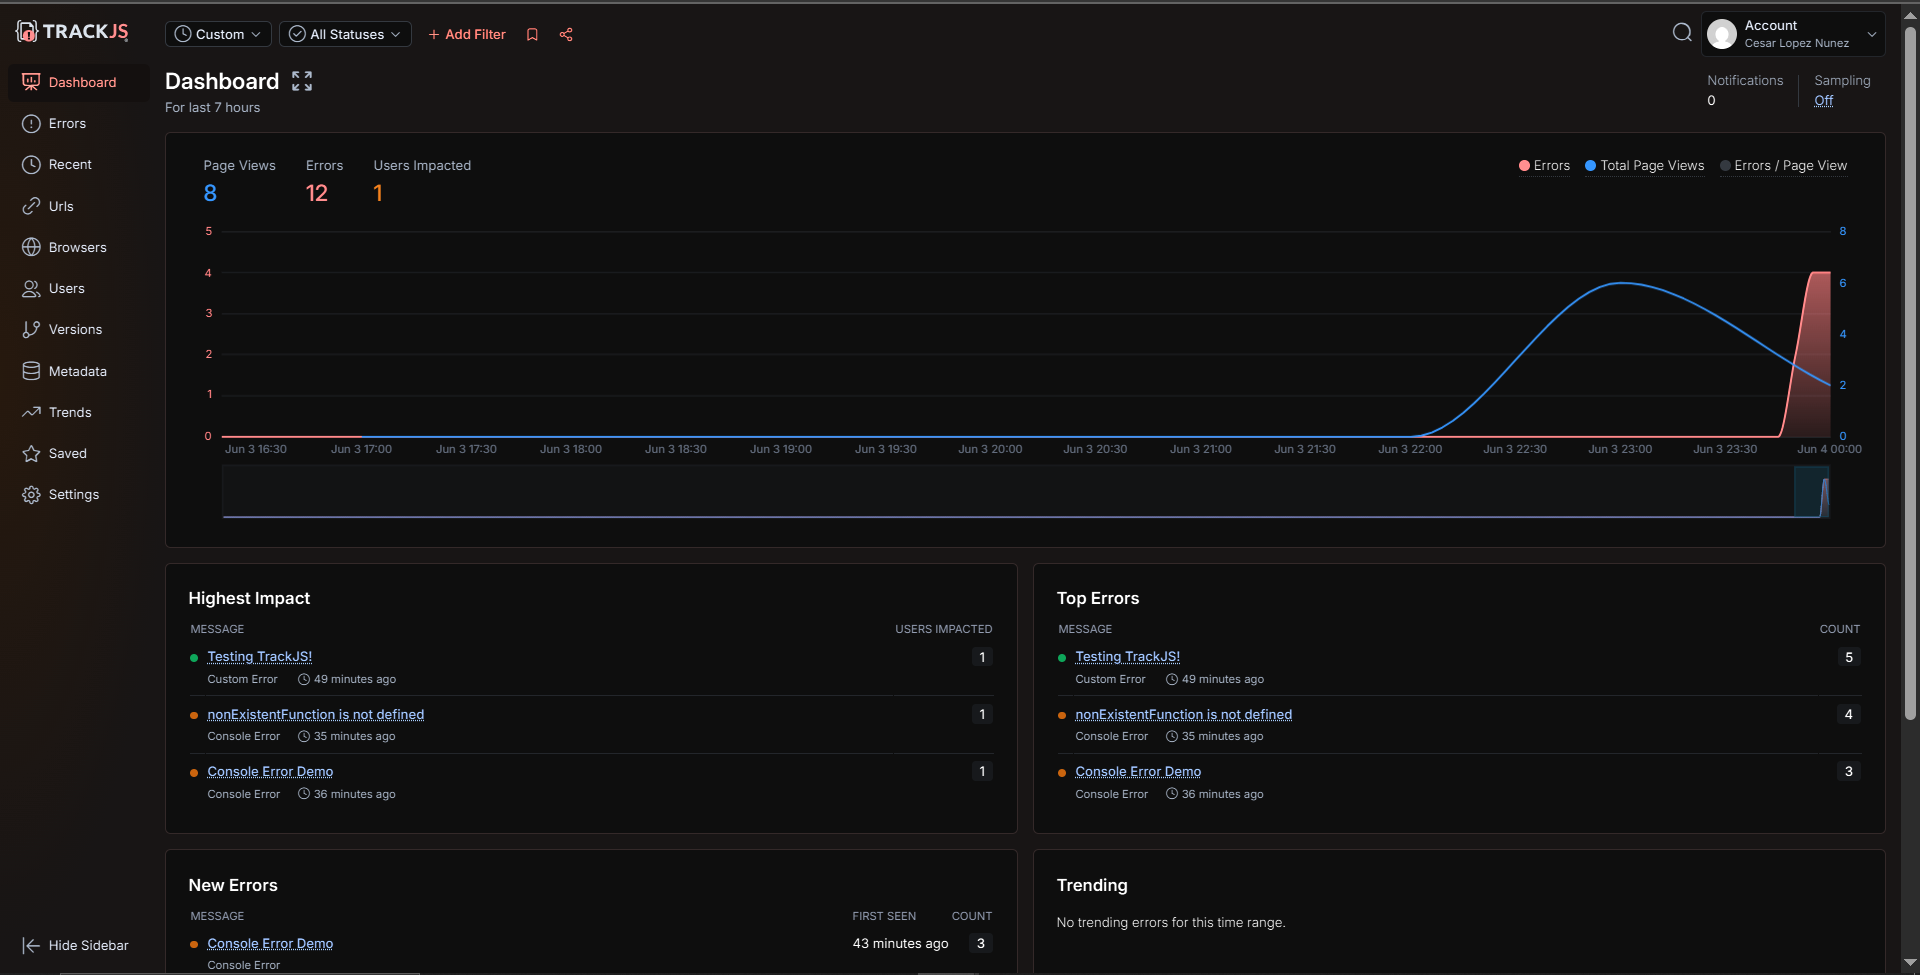 TRACKJS
Custom
All Statuses
+ Add Filter
Account
Cesar Lopez Nunez
Dashboard
Errors
Recent
Urls
Browsers
Users
Versions
Metadata
Trends
Saved
Settings
Hide Sidebar
Dashboard
For last 7 hours
Notifications
0
Sampling
Off
Page Views
8
Errors
12
Users Impacted
1
Errors
Total Page Views
Errors / Page View
5
4
3
2
1
0
8
6
4
2
0
Jun 3 16:30
Jun 3 17:00
Jun 3 17:30
Jun 3 18:00
Jun 3 18:30
Jun 3 19:00
Jun 3 19:30
Jun 3 20:00
Jun 3 20:30
Jun 3 21:00
Jun 3 21:30
Jun 3 22:00
Jun 3 22:30
Jun 3 23:00
Jun 3 23:30
Jun 4 00:00
Highest Impact
MESSAGE USERS IMPACTED
Testing TrackJS! 1
Custom Error 49 minutes ago
nonExistentFunction is not defined 1
Console Error 35 minutes ago
Console Error Demo 1
Console Error 36 minutes ago
Top Errors
MESSAGE COUNT
Testing TrackJS! 5
Custom Error 49 minutes ago
nonExistentFunction is not defined 4
Console Error 35 minutes ago
Console Error Demo 3
Console Error 36 minutes ago
New Errors
MESSAGE FIRST SEEN COUNT
Console Error Demo 43 minutes ago 3
Console Error
Trending
No trending errors for this time range.